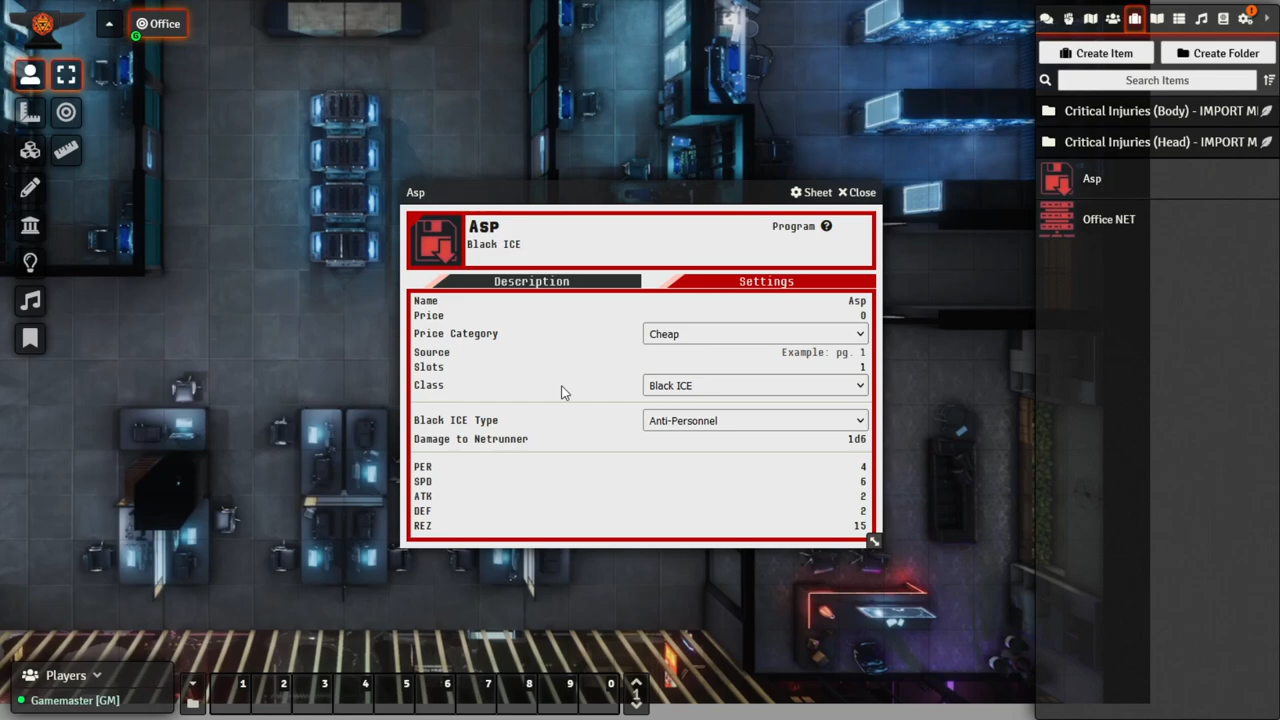 Office
G
Create Item
Create Folder
Search Items
Critical Injuries (Body) - IMPORT M
Critical Injuries (Head) - IMPORT M
Asp
Office NET
Asp
Sheet
Close
Asp
Black ICE
Program
Description
Settings
Name Asp
Price 0
Price Category Cheap
Source Example: pg. 1
Slots 1
Class Black ICE
Black ICE Type Anti-Personnel
Damage to Netrunner 1d6
PER 4
SPD 6
ATK 2
DEF 2
REZ 15
Players
Gamemaster [GM]
1 2 3 4 5 6 7 8 9 0
1